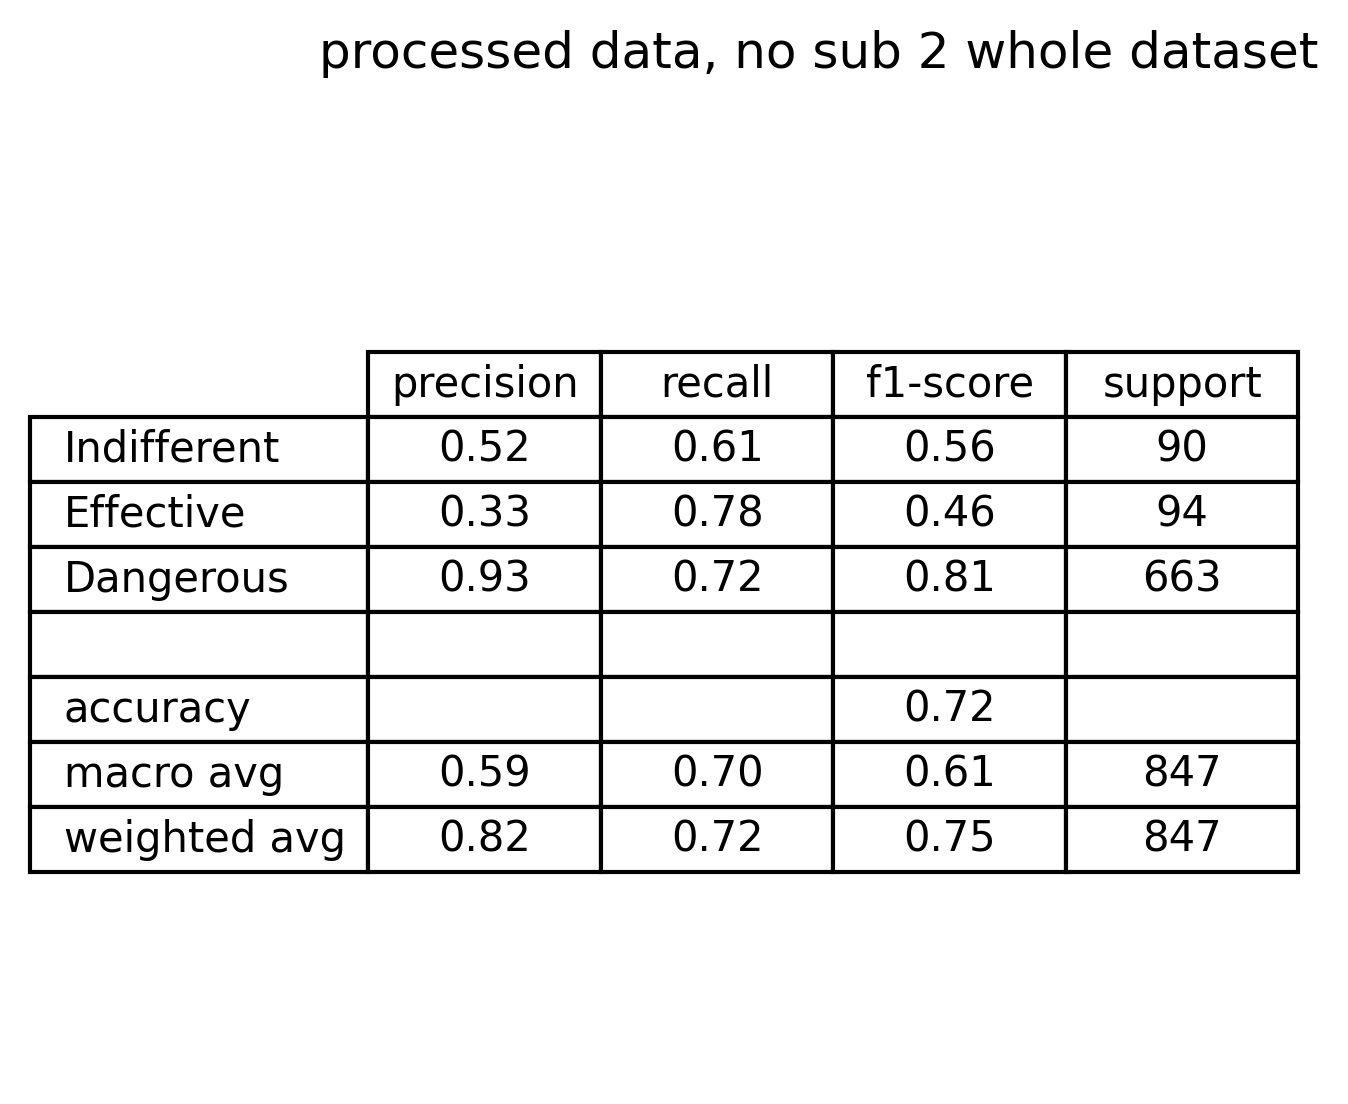 processed data, no sub 2 whole dataset
precision recall f1-score support
Indifferent 0.52 0.61 0.56 90
Effective 0.33 0.78 0.46 94
Dangerous 0.93 0.72 0.81 663
accuracy 0.72
macro avg 0.59 0.70 0.61 847
weighted avg 0.82 0.72 0.75 847